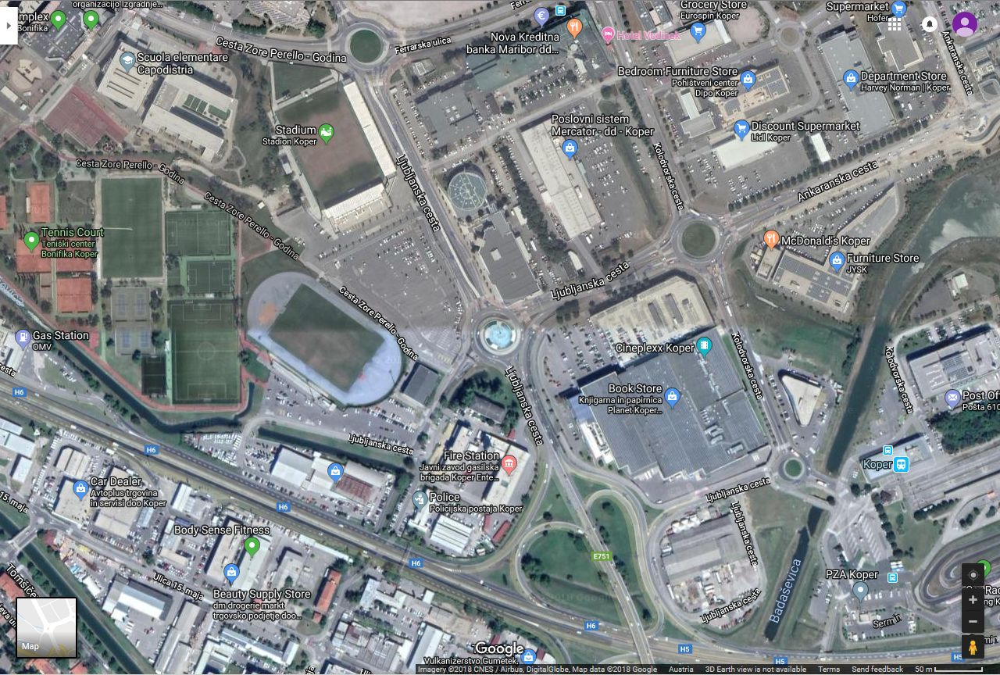 organizacijo Izgradnje...
Bonifika
Scuola elementare
Capodistria
Cesta Zore Perello - Godina
Ferrarska ulica
Nova Kreditna
banka Maribor dd...
Hotel Vodišek
Grocery Store
Eurospin Koper
Supermarket
Hofer
Ankaranska cesta
Bedroom Furniture Store
Pohištveni center
Dipo Koper
Department Store
Harvey Norman | Koper
Stadium
Stadion Koper
Poslovni sistem
Mercator - dd - Koper
Discount Supermarket
Lidl Koper
Cesta Zore Perello - Godina
Cesta Zore Perello - Godina
Ljubljanska cesta
Kolodvorska cesta
Ankaranska cesta
Tennis Court
Teniski center
Bonifika Koper
McDonald's Koper
Furniture Store
JYSK
Ljubljanska cesta
Cesta Zore Perello - Godina
Gas Station
OMV
Cineplexx Koper
Kolodvorska cesta
Kolodvorska cesta
H6
Ljubljanska cesta
Book Store
Knjigarna in papirnica
Planet Koper...
Posta 610
H6
Ljubljanska cesta
Fire Station
Javni zavod gasilska
brigada Koper Ente...
Koper
Car Dealer
Avtoplus trgovina
in servisi doo Koper
Police
Policijska postaja Koper
Ljubljanska cesta
15. maja
H6
Body Sense Fitness
Ljubljanska cesta
E751
H6
PZA Koper
Ulica 15. maja
Beauty Supply Store
dm drogerie markt
trgovsko podjetje doo...
Ljubljanska cesta
Badaševica
Sermin
H6
Map
Google
H5
H5
H5
Vulkanizerstvo Gumetek,
Imagery ©2018 CNES / Airbus, DigitalGlobe, Map data ©2018 Google Austria 3D Earth view is not available Terms Send feedback 50 m